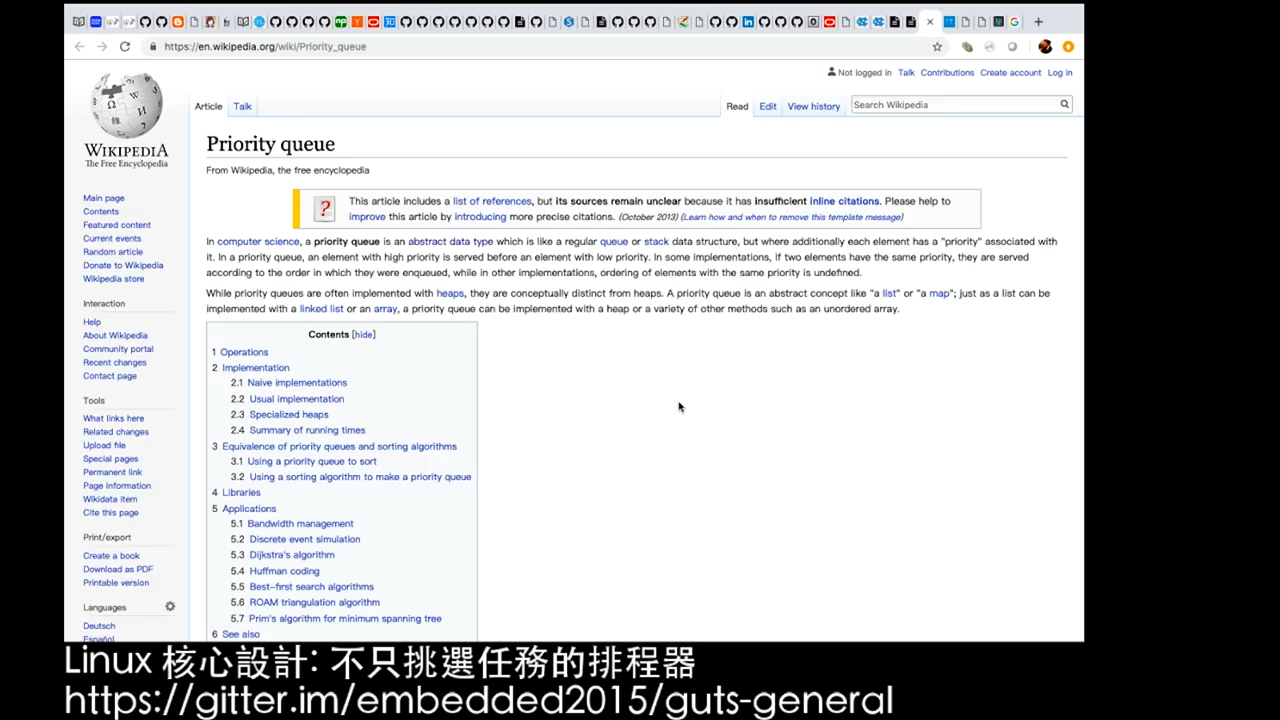 https://en.wikipedia.org/wiki/Priority_queue
Not logged in Talk Contributions Create account Log in
Article Talk
Read Edit View history Search Wikipedia
WIKIPEDIA
The Free Encyclopedia
Main page
Contents
Featured content
Current events
Random article
Donate to Wikipedia
Wikipedia store
Interaction
Help
About Wikipedia
Community portal
Recent changes
Contact page
Tools
What links here
Related changes
Upload file
Special pages
Permanent link
Page information
Wikidata item
Cite this page
Print/export
Create a book
Download as PDF
Printable version
Languages
Deutsch
Español
Priority queue
From Wikipedia, the free encyclopedia
This article includes a list of references, but its sources remain unclear because it has insufficient inline citations. Please help to
improve this article by introducing more precise citations. (October 2013) (Learn how and when to remove this template message)
In computer science, a priority queue is an abstract data type which is like a regular queue or stack data structure, but where additionally each element has a "priority" associated with
it. In a priority queue, an element with high priority is served before an element with low priority. In some implementations, if two elements have the same priority, they are served
according to the order in which they were enqueued, while in other implementations, ordering of elements with the same priority is undefined.
While priority queues are often implemented with heaps, they are conceptually distinct from heaps. A priority queue is an abstract concept like "a list" or "a map"; just as a list can be
implemented with a linked list or an array, a priority queue can be implemented with a heap or a variety of other methods such as an unordered array.
Contents [hide]
1 Operations
2 Implementation
2.1 Naive implementations
2.2 Usual implementation
2.3 Specialized heaps
2.4 Summary of running times
3 Equivalence of priority queues and sorting algorithms
3.1 Using a priority queue to sort
3.2 Using a sorting algorithm to make a priority queue
4 Libraries
5 Applications
5.1 Bandwidth management
5.2 Discrete event simulation
5.3 Dijkstra's algorithm
5.4 Huffman coding
5.5 Best-first search algorithms
5.6 ROAM triangulation algorithm
5.7 Prim's algorithm for minimum spanning tree
6 See also
Linux 核心設計: 不只挑選任務的排程器
https://gitter.im/embedded2015/guts-general